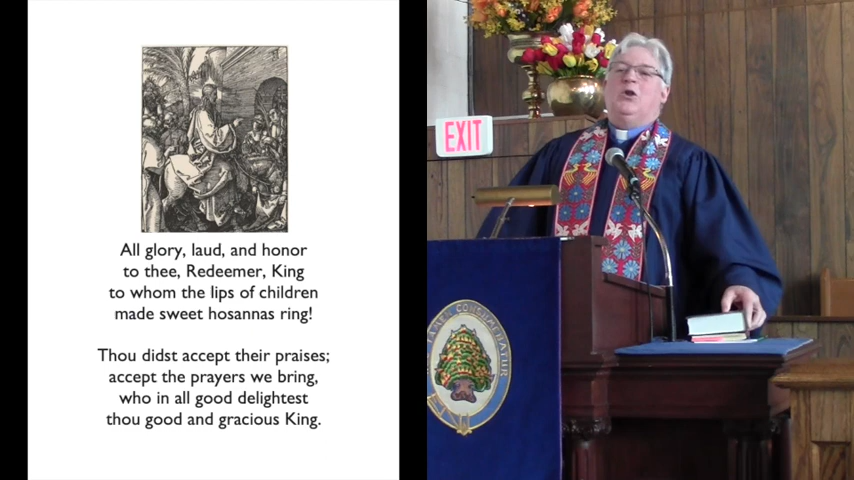 All glory, laud, and honor
to thee, Redeemer, King
to whom the lips of children
made sweet hosannas ring!
Thou didst accept their praises;
accept the prayers we bring,
who in all good delightest
thou good and gracious King.
EXIT
TAMEN CONSUMEBATUR